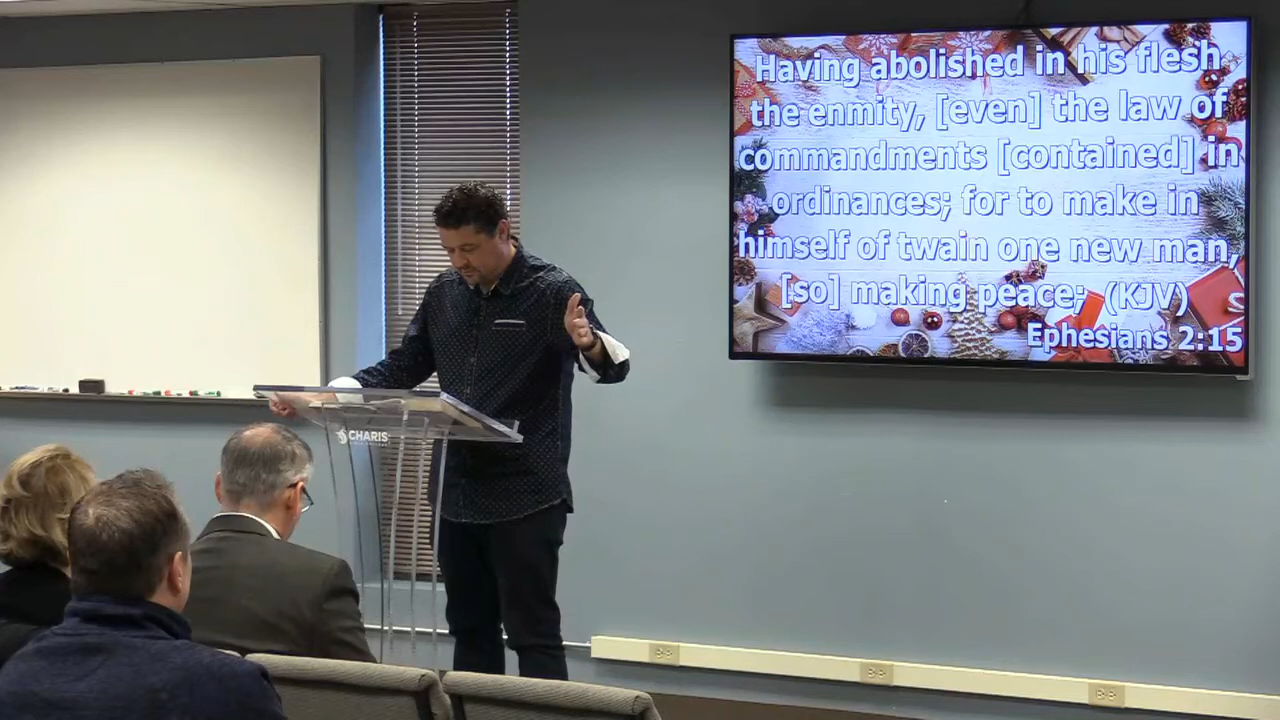 Having abolished in his flesh
the enmity, [even] the law of
commandments [contained] in
ordinances; for to make in
himself of twain one new man,
[so] making peace; (KJV)
Ephesians 2:15
CHARIS